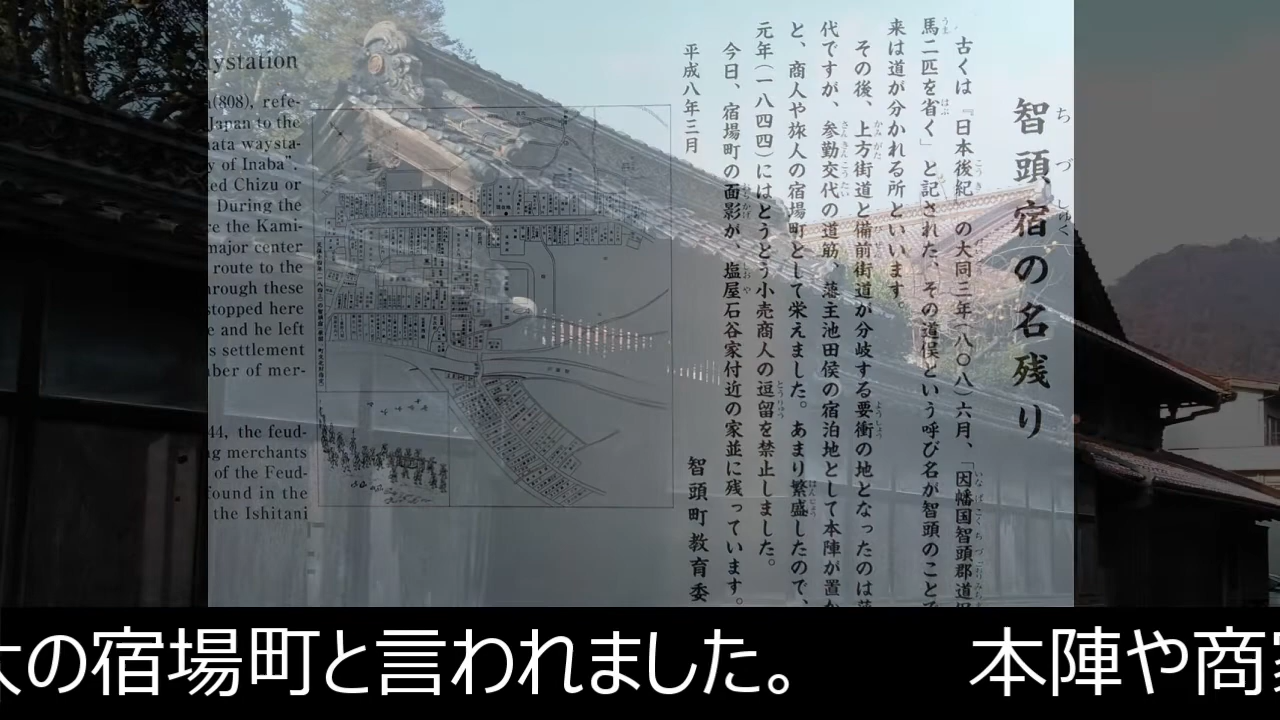 智頭宿の名残り
ち づ しゆく
古くは『日本後紀』の大同三年(八〇八)六月、「因幡国智頭郡道俣
馬二匹を省く」と記された、その道俣という呼び名が智頭のことで
来は道が分かれる所といいます。
その後、上方街道と備前街道が分岐する要衝の地となったのは藩
代ですが、参勤交代の道筋、藩主池田侯の宿泊地として本陣が置か
と、商人や旅人の宿場町として栄えました。あまり繁盛したので、
元年(一八四四)にはとうとう小売商人の逗留を禁止しました。
今日、宿場町の面影が、塩屋石谷家付近の家並に残っています。
平成八年三月
智頭町教育委
ystation
(808), refe-
Japan to the
ata waysta-
y of Inaba".
ed Chizu or
During the
re the Kami-
major center
route to the
hrough these
stopped here
e and he left
s settlement
ber of mer-
44, the feud-
ng merchants
of the Feud-
found in the
the Ishitani
の宿場町と言われました。 本陣や商